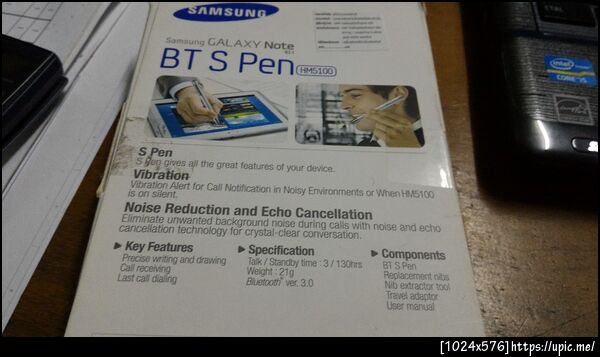 SAMSUNG
Samsung GALAXY Note
10.1
BT S Pen HM5100
S Pen
S Pen gives all the great features of your device.
Vibration
Vibration Alert for Call Notification in Noisy Environments or When HM5100
is on silent.
Noise Reduction and Echo Cancellation
Eliminate unwanted background noise during calls with noise and echo
cancellation technology for crystal-clear conversation.
Key Features
Precise writing and drawing
Call receiving
Last call dialing
Specification
Talk / Standby time : 3 / 130hrs
Weight : 21g
Bluetooth® ver. 3.0
Components
BT S Pen
Replacement nibs
Nib extractor tool
Travel adaptor
User manual
intel
inside
CORE i5
[1024x576]https://upic.me/